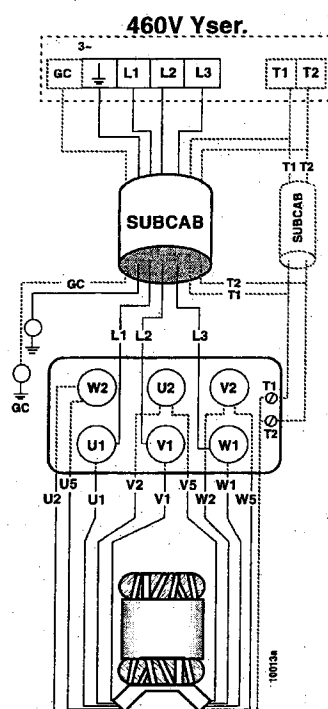 460V Yser.
3~
GC L1 L2 L3 T1 T2
T1 T2
SUBCAB
SUBCAB
GC
T2
T1
L1 L2 L3
GC
W2 U2 V2 T1
U1 V1 W1 T2
U5 V2 V5 W1 W5
U2 U1 V1 W2
10013a